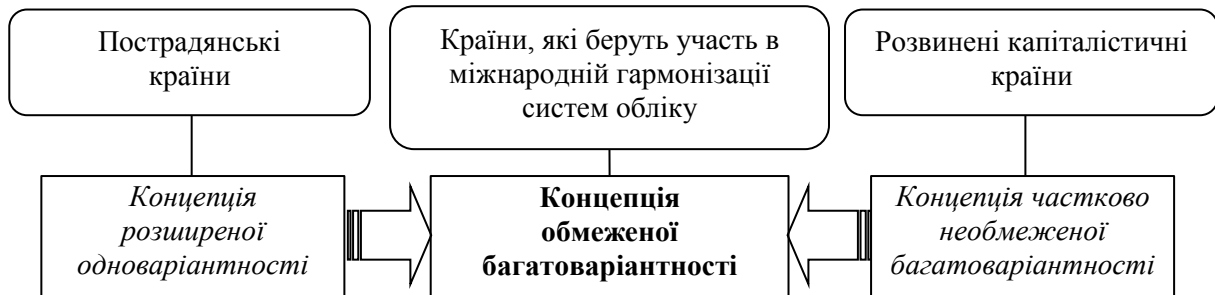 Пострадянські
країни
Країни, які беруть участь в
міжнародній гармонізації
систем обліку
Розвинені капіталістичні
країни
Концепція
розширеної
одноваріантності
Концепція
обмеженої
багатоваріантності
Концепція частково
необмеженої
багатоваріантності